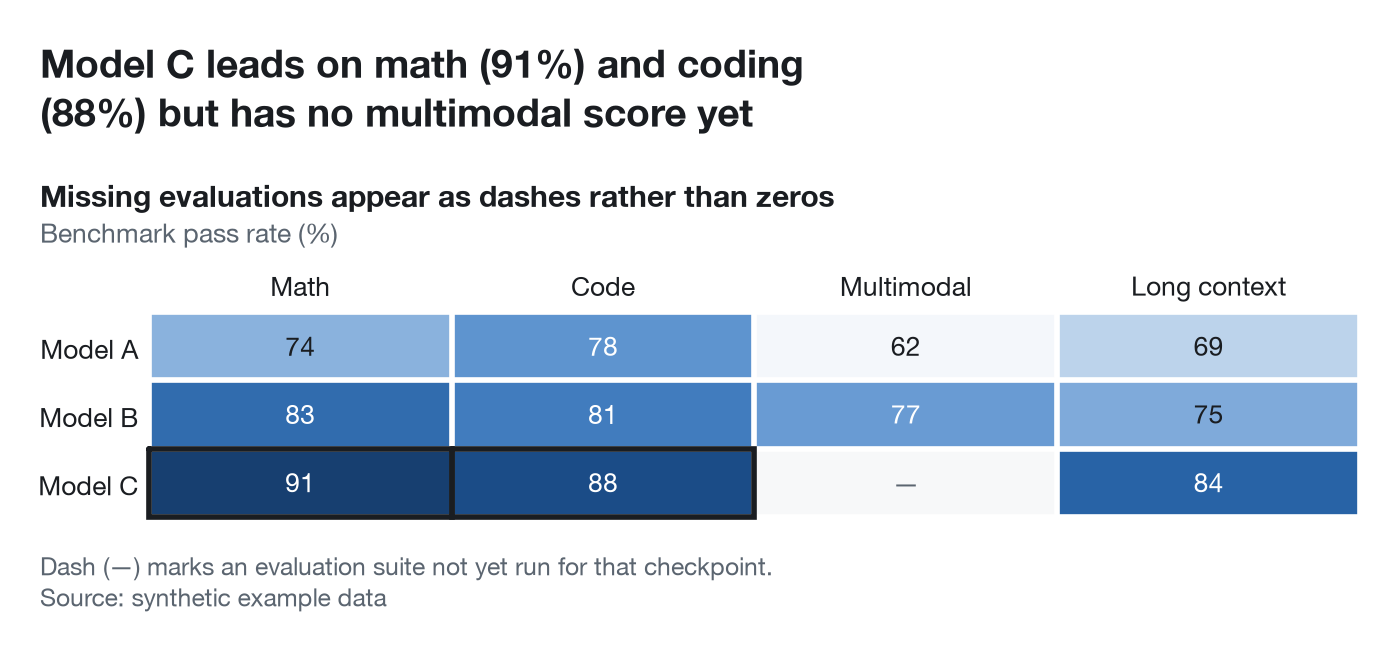 Model C leads on math (91%) and coding
(88%) but has no multimodal score yet
Missing evaluations appear as dashes rather than zeros
Benchmark pass rate (%)
Math Code Multimodal Long context
Model A 74 78 62 69
Model B 83 81 77 75
Model C 91 88 — 84
Dash (—) marks an evaluation suite not yet run for that checkpoint.
Source: synthetic example data